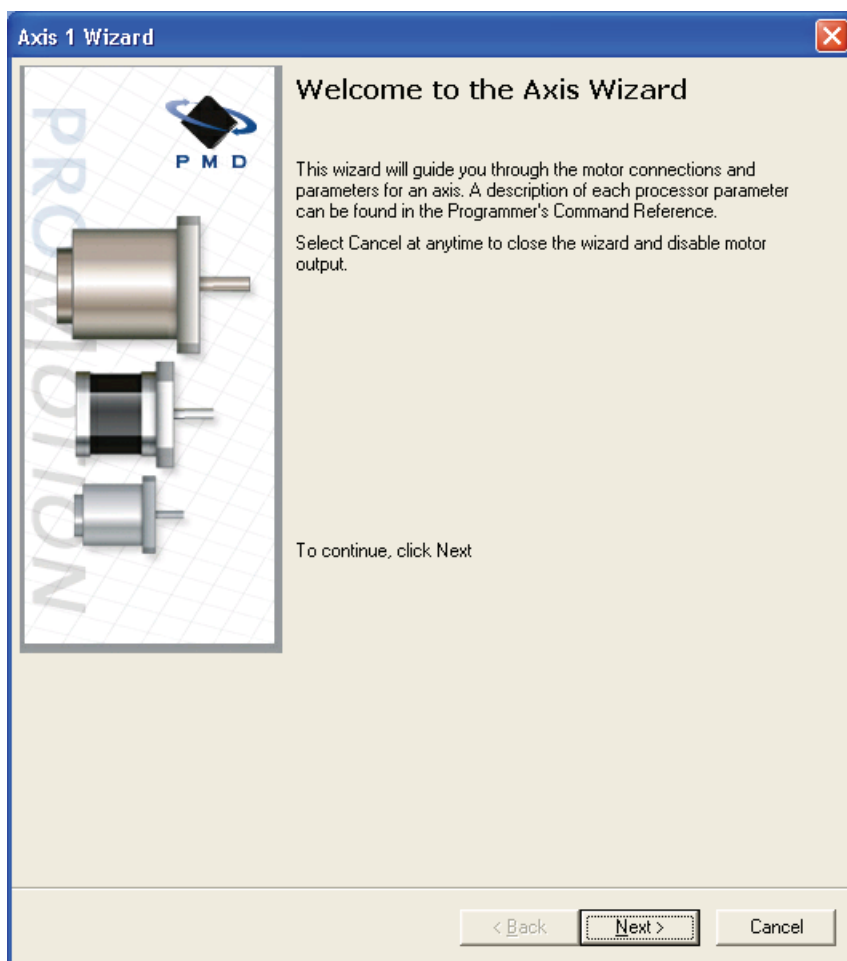 Axis 1 Wizard
PMD
PROMOTION
Welcome to the Axis Wizard
This wizard will guide you through the motor connections and
parameters for an axis. A description of each processor parameter
can be found in the Programmer's Command Reference.
Select Cancel at anytime to close the wizard and disable motor
output.
To continue, click Next
< Back
Next >
Cancel